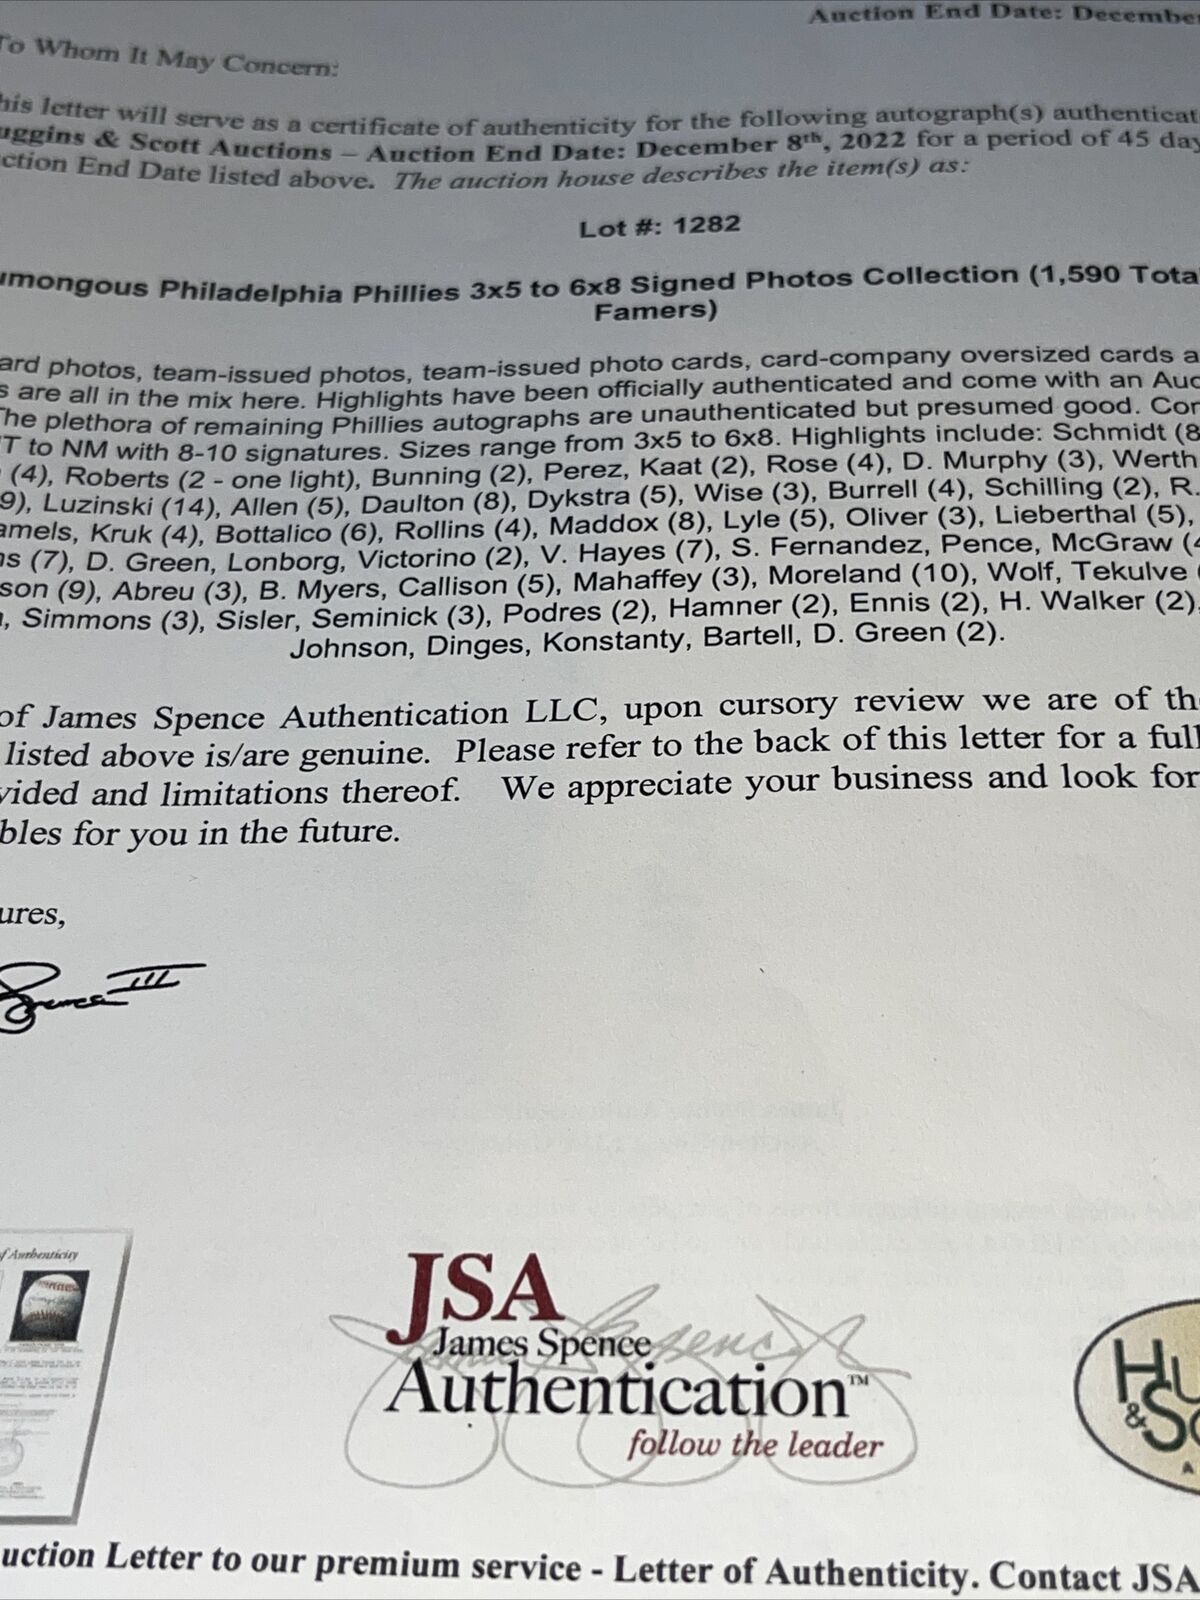 Auction End Date: December
To Whom It May Concern:
his letter will serve as a certificate of authenticity for the following autograph(s) authenticat
uggins & Scott Auctions – Auction End Date: December 8th, 2022 for a period of 45 day
ction End Date listed above. The auction house describes the item(s) as:
Lot #: 1282
umongous Philadelphia Phillies 3x5 to 6x8 Signed Photos Collection (1,590 Tota
Famers)
ard photos, team-issued photos, team-issued photo cards, card-company oversized cards a
s are all in the mix here. Highlights have been officially authenticated and come with an Auc
The plethora of remaining Phillies autographs are unauthenticated but presumed good. Con
T to NM with 8-10 signatures. Sizes range from 3x5 to 6x8. Highlights include: Schmidt (8
(4), Roberts (2 - one light), Bunning (2), Perez, Kaat (2), Rose (4), D. Murphy (3), Werth
9), Luzinski (14), Allen (5), Daulton (8), Dykstra (5), Wise (3), Burrell (4), Schilling (2), R.
amels, Kruk (4), Bottalico (6), Rollins (4), Maddox (8), Lyle (5), Oliver (3), Lieberthal (5),
ns (7), D. Green, Lonborg, Victorino (2), V. Hayes (7), S. Fernandez, Pence, McGraw (4
son (9), Abreu (3), B. Myers, Callison (5), Mahaffey (3), Moreland (10), Wolf, Tekulve (
, Simmons (3), Sisler, Seminick (3), Podres (2), Hamner (2), Ennis (2), H. Walker (2),
Johnson, Dinges, Konstanty, Bartell, D. Green (2).
of James Spence Authentication LLC, upon cursory review we are of the
listed above is/are genuine. Please refer to the back of this letter for a full
vided and limitations thereof. We appreciate your business and look for
bles for you in the future.
ures,
Spence III
of Authenticity
JSA
James Spence
Authentication™
follow the leader
HU
& SC
A
uction Letter to our premium service - Letter of Authenticity. Contact JSA